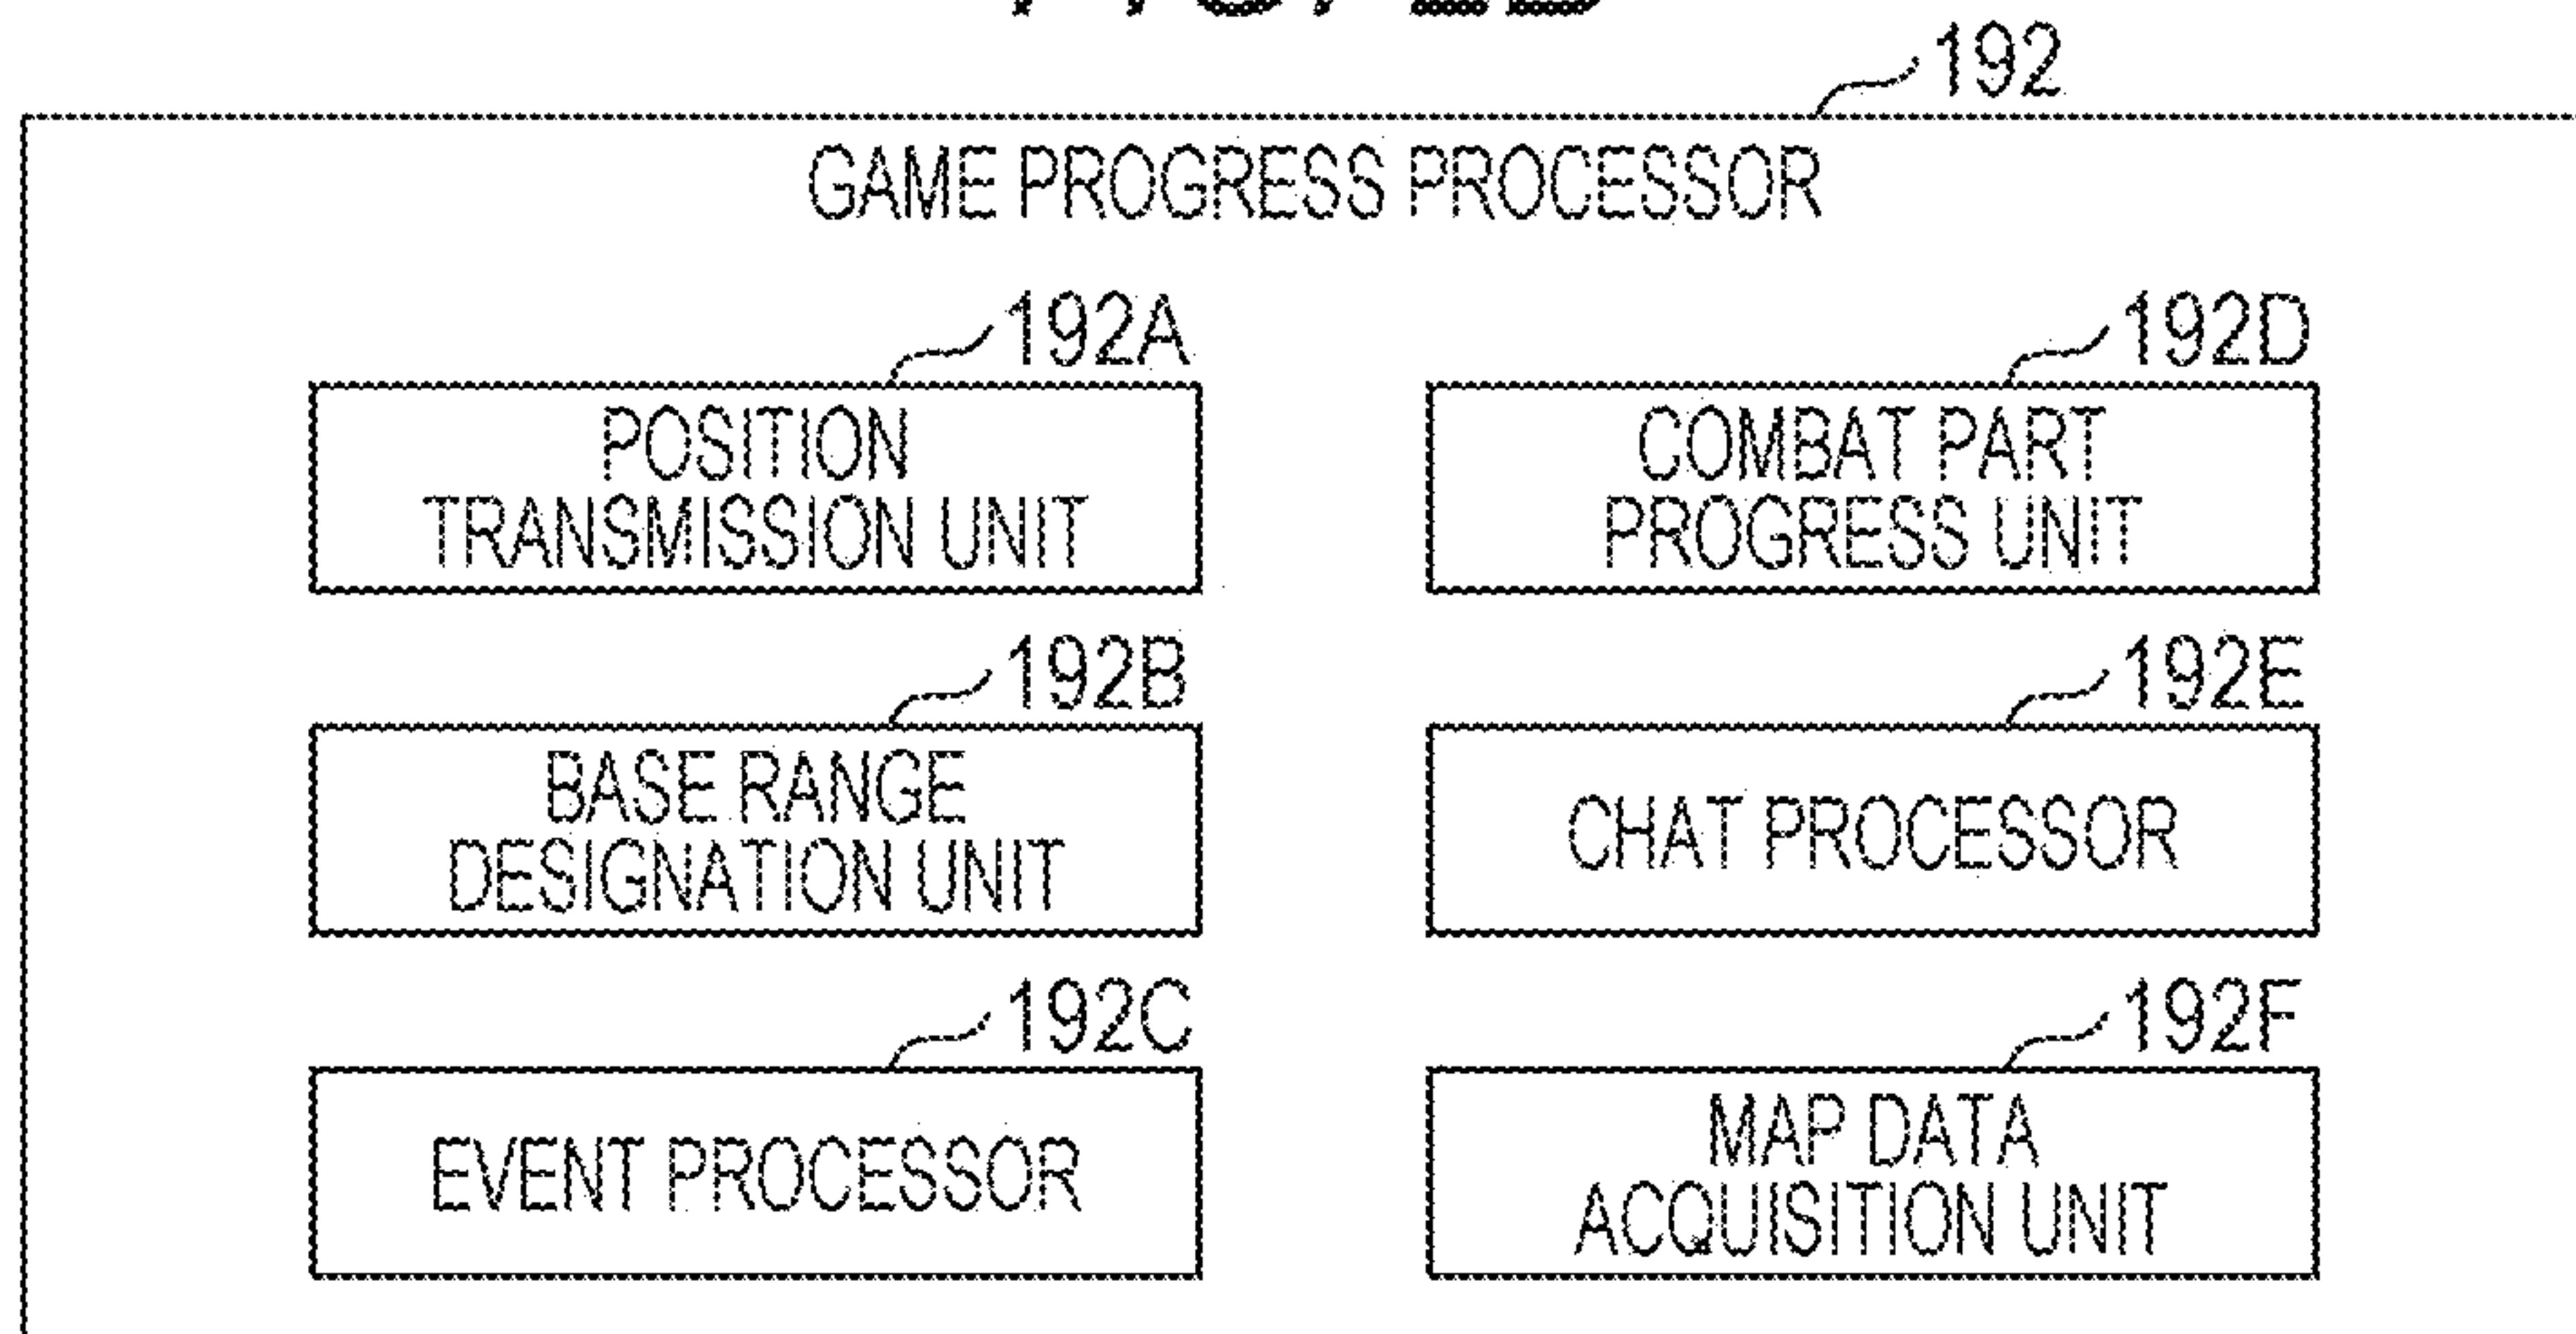 192
GAME PROGRESS PROCESSOR
192A
POSITION
TRANSMISSION UNIT
192B
BASE RANGE
DESIGNATION UNIT
192C
EVENT PROCESSOR
192D
COMBAT PART
PROGRESS UNIT
192E
CHAT PROCESSOR
192F
MAP DATA
ACQUISITION UNIT